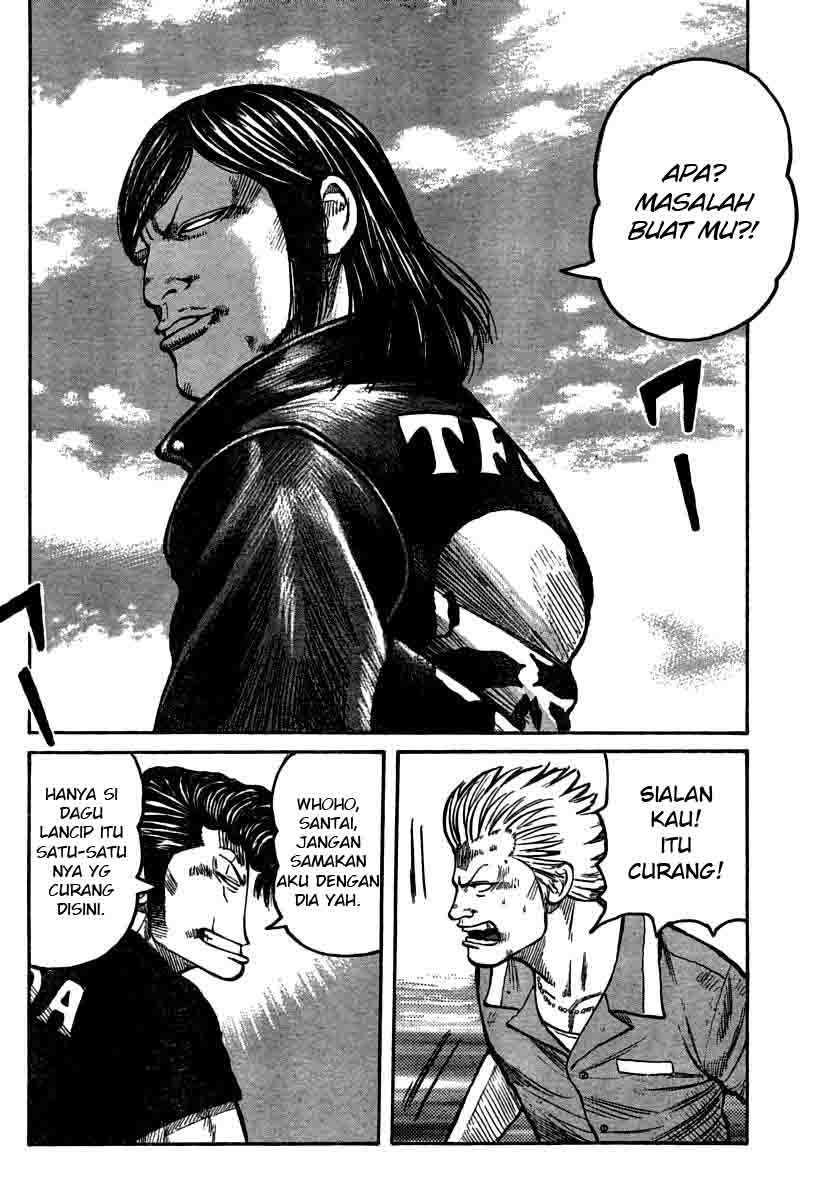 APA?
MASALAH
BUAT MU?!
TF
SIALAN
KAU!
ITU
CURANG!
WHOHO,
SANTAI,
JANGAN
SAMAKAN
AKU DENGAN
DIA YAH.
HANYA SI
DAGU
LANCIP ITU
SATU-SATU
NYA YG
CURANG
DISINI.
DA